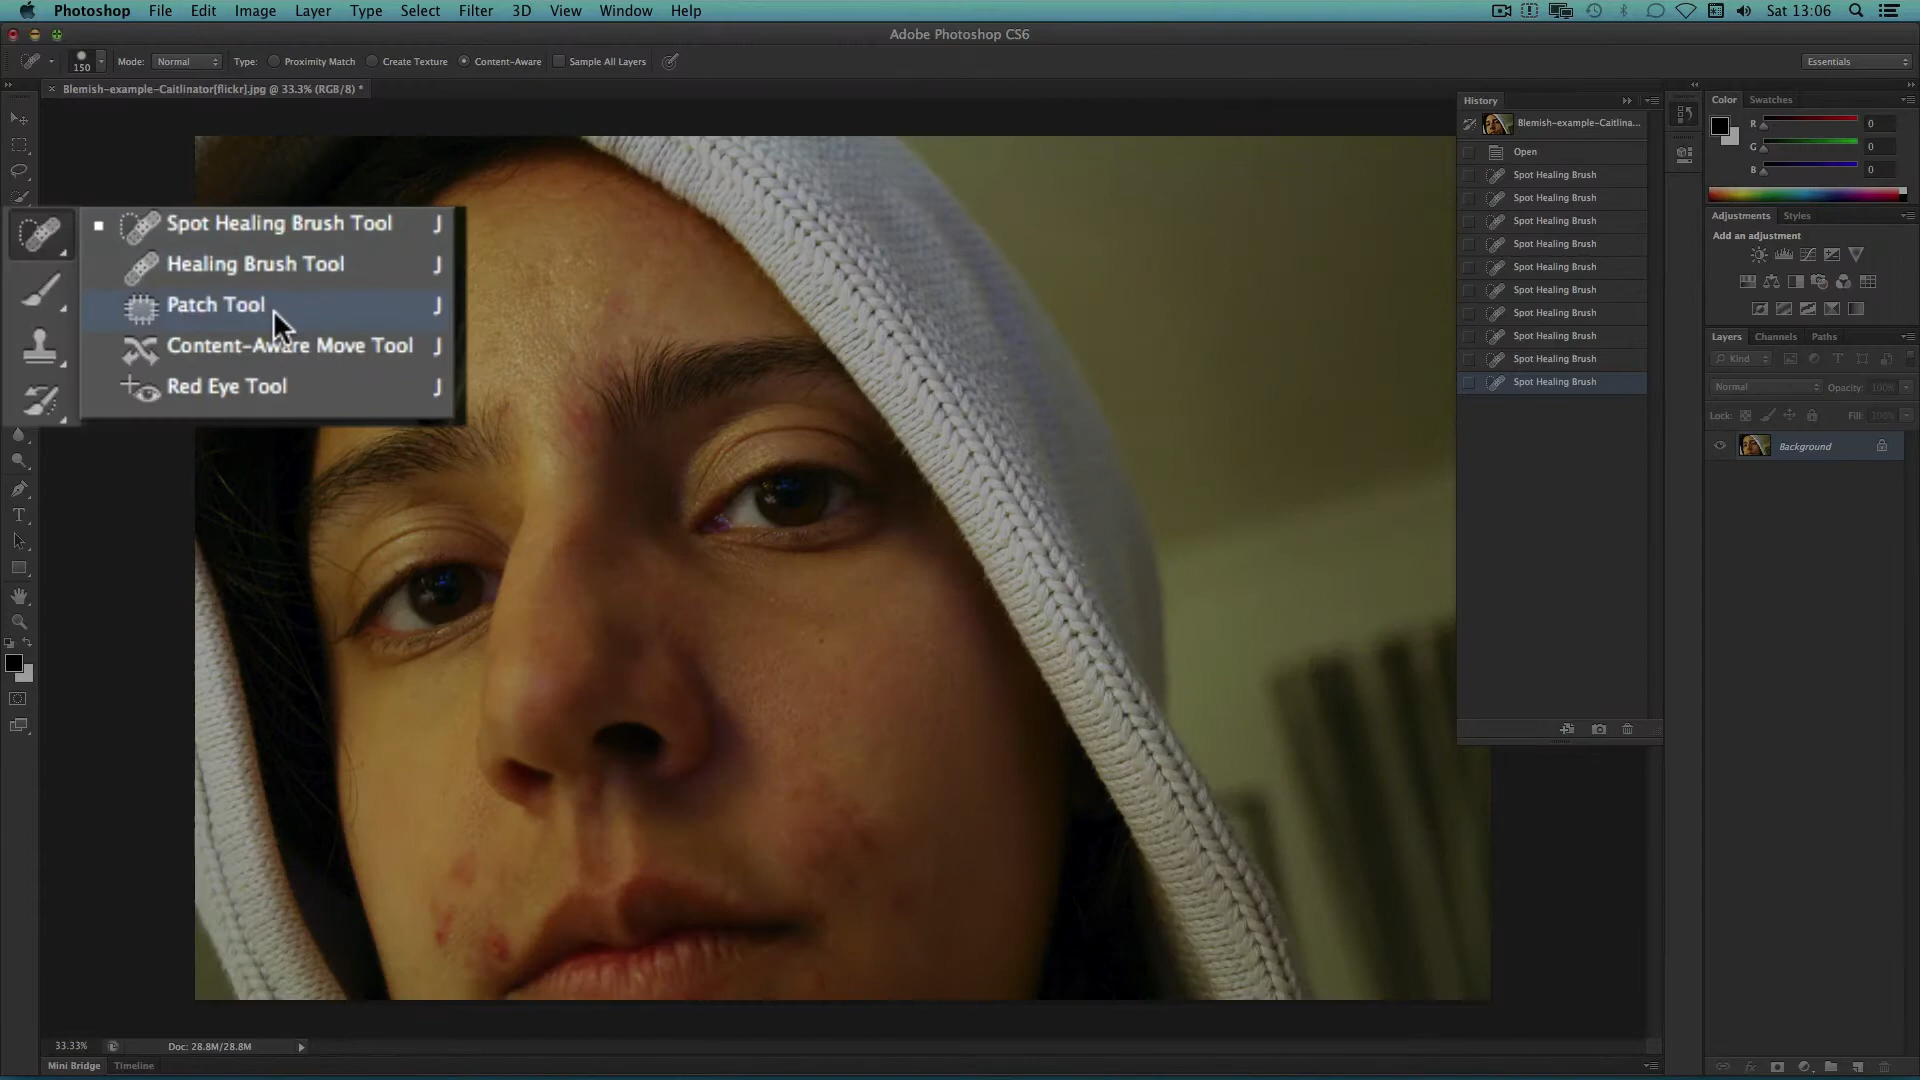 Photoshop File Edit Image Layer Type Select Filter 3D View Window Help Sat 13:06
Adobe Photoshop CS6
150 Mode: Normal Type: Proximity Match Create Texture Content-Aware Sample All Layers Essentials
Blemish-example-Caitlinator[flickr].jpg @ 33.3% (RGB/8) *
Spot Healing Brush Tool J
Healing Brush Tool J
Patch Tool J
Content-Aware Move Tool J
Red Eye Tool J
History
Blemish-example-Caitlina...
Open
Spot Healing Brush
Spot Healing Brush
Spot Healing Brush
Spot Healing Brush
Spot Healing Brush
Spot Healing Brush
Spot Healing Brush
Spot Healing Brush
Spot Healing Brush
Spot Healing Brush
Color Swatches
R 0
G 0
B 0
Adjustments Styles
Add an adjustment
Layers Channels Paths
Kind
Normal Opacity: 100%
Lock: Fill: 100%
Background
33.33% Doc: 28.8M/28.8M
Mini Bridge Timeline